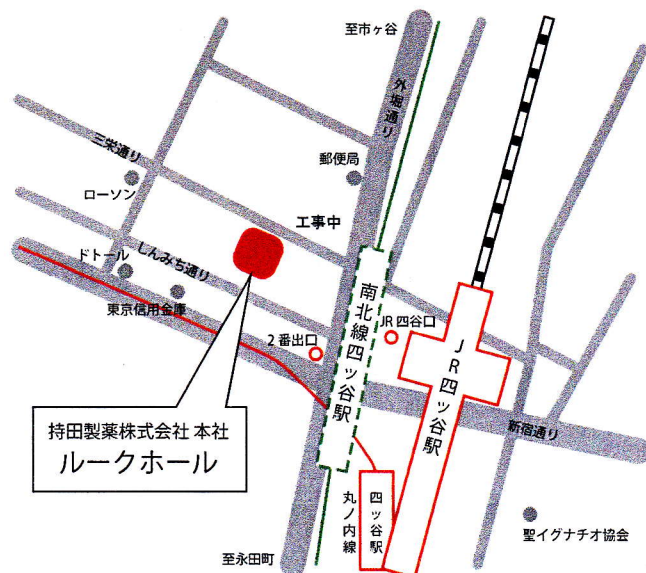 至市ヶ谷
外堀通り
三栄通り
郵便局
ローソン
工事中
しんみち通り
ドトール
東京信用金庫
2番出口
南北線四ッ谷駅
JR四谷口
JR四ッ谷駅
新宿通り
持田製薬株式会社 本社
ルークホール
丸ノ内線
四ッ谷駅
聖イグナチオ協会
至永田町